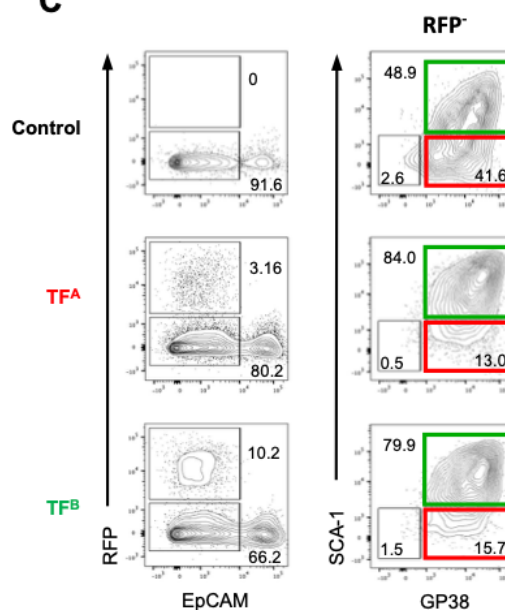 C
RFP⁻
Control
0
91.6
48.9
2.6
41.6
TFᴬ
3.16
80.2
84.0
0.5
13.0
TFᴮ
10.2
66.2
79.9
1.5
15.7
RFP
EpCAM
SCA-1
GP38